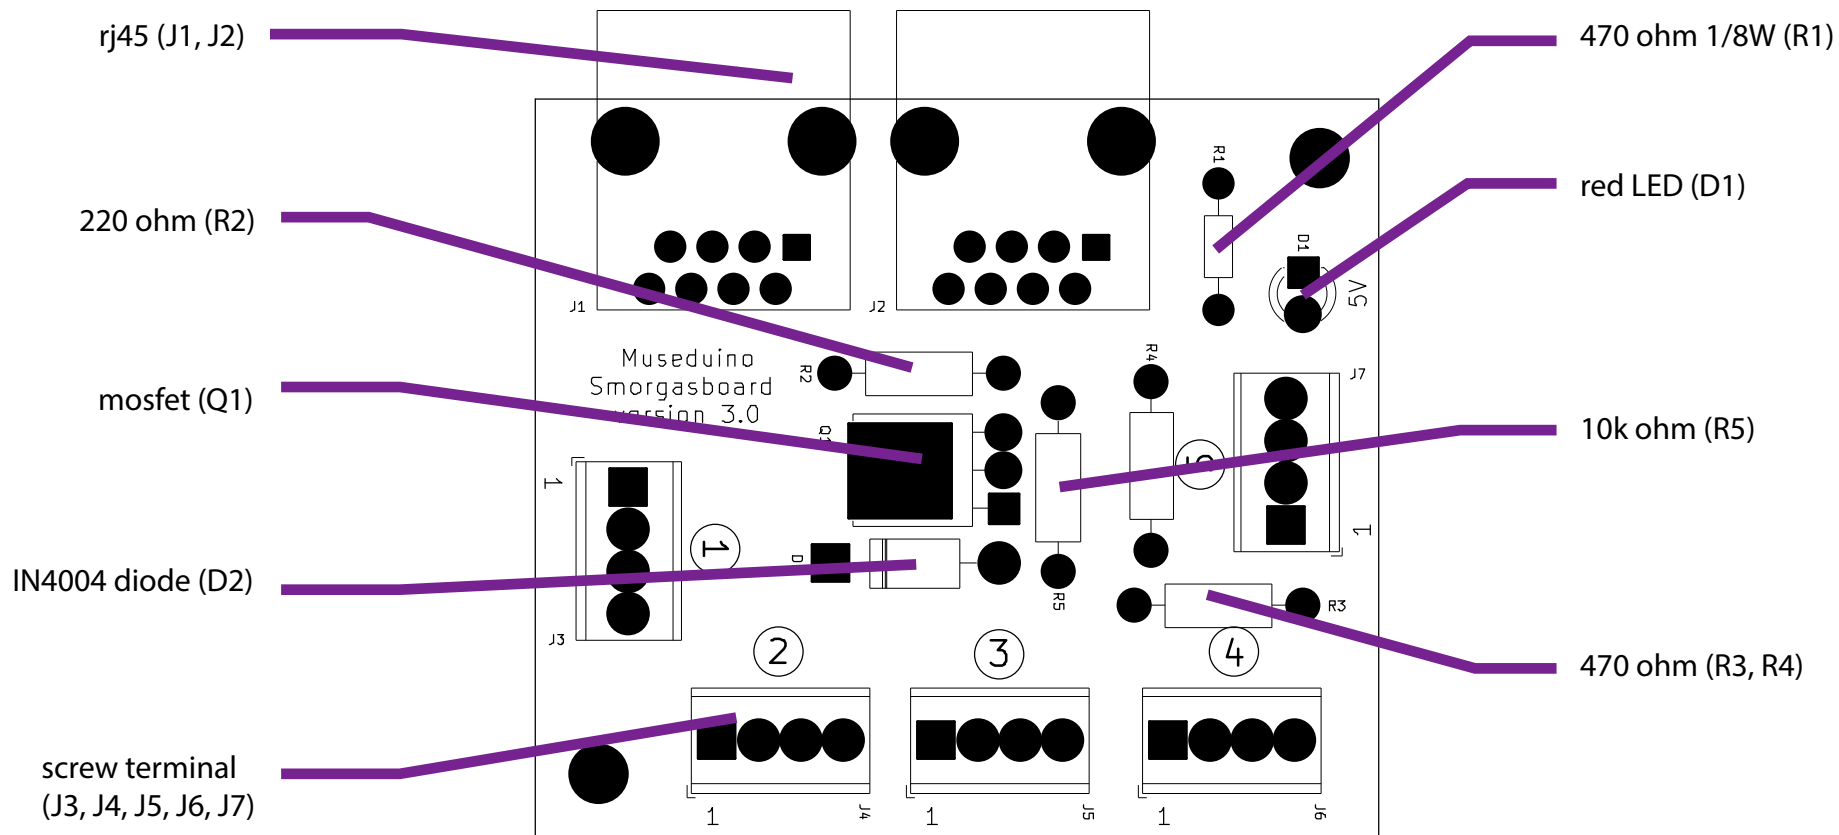 rj45 (J1, J2)
470 ohm 1/8W (R1)
R1
red LED (D1)
220 ohm (R2)
D1
5V
J1
J2
Museduino
Smorgasboard
version 3.0
R2
R4
J7
mosfet (Q1)
Q1
10k ohm (R5)
5
1
1
1
D
IN4004 diode (D2)
R5
R3
J3
2
3
4
470 ohm (R3, R4)
screw terminal
(J3, J4, J5, J6, J7)
1
J4
1
J5
1
J6